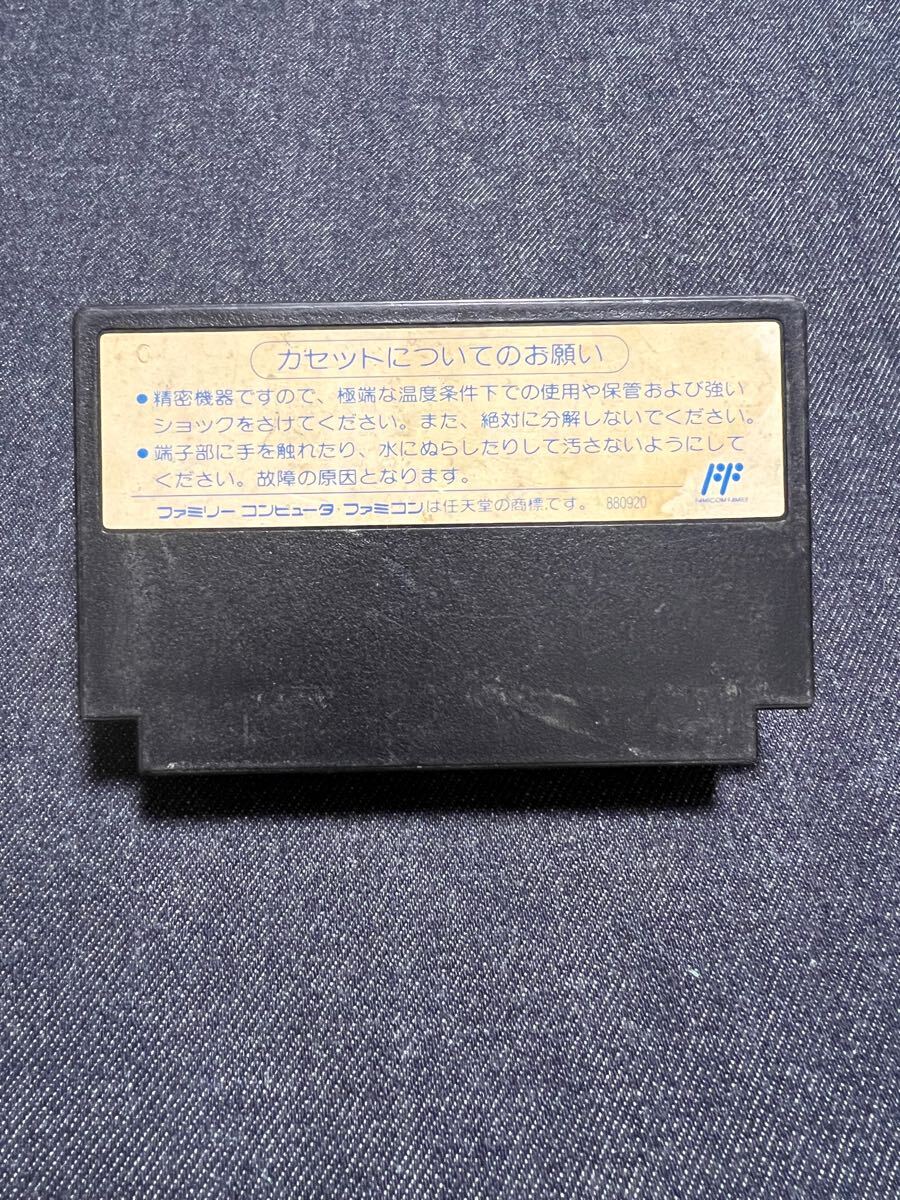 カセットについてのお願い
●精密機器ですので、極端な温度条件下での使用や保管および強い
ショックをさけてください。また、絶対に分解しないでください。
●端子部に手を触れたり、水にぬらしたりして汚さないようにして
ください。故障の原因となります。
FF
FAMICOM FAMILY
ファミリーコンピュータ・ファミコンは任天堂の商標です。 880920